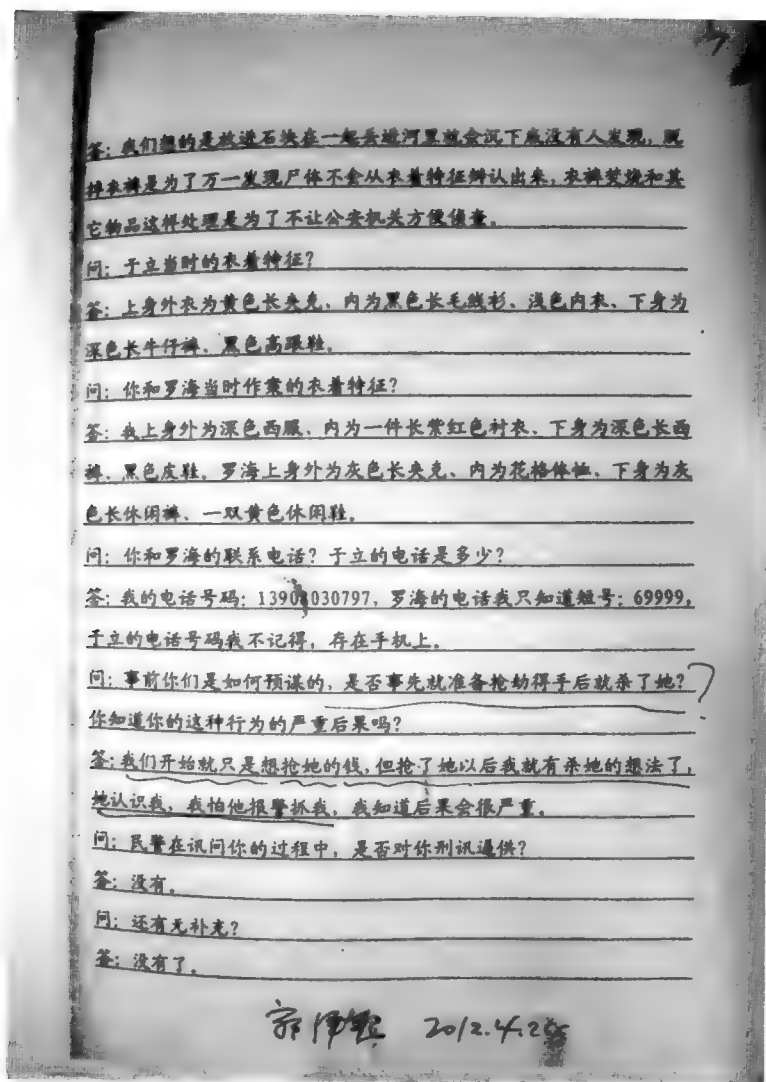 答：我们想的是放进石块在一起丢进河里就会沉下底没有人发现，脱
掉衣裤是为了万一发现尸体不会从衣着特征辨认出来，衣裤焚烧和其
它物品这样处理是为了不让公安机关方便侦查。
问：于立当时的衣着特征？
答：上身外衣为黄色长夹克、内为黑色长毛线衫、浅色内衣、下身为
深色长牛仔裤、黑色高跟鞋。
问：你和罗海当时作案的衣着特征？
答：我上身外为深色西服、内为一件长紫红色衬衣、下身为深色长西
裤、黑色皮鞋。罗海上身外为灰色长夹克、内为花格体恤、下身为灰
色长休闲裤、一双黄色休闲鞋。
问：你和罗海的联系电话？于立的电话是多少？
答：我的电话号码：1390 030797，罗海的电话我只知道短号：69999，
于立的电话号码我不记得，存在手机上。
问：事前你们是如何预谋的，是否事先就准备抢劫得手后就杀了她？?
你知道你的这种行为的严重后果吗？
答：我们开始就只是想抢她的钱，但抢了她以后我就有杀她的想法了，
她认识我，我怕他报警抓我，我知道后果会很严重。
问：民警在讯问你的过程中，是否对你刑讯逼供？
答：没有。
问：还有无补充？
答：没有了。
2012.4.2